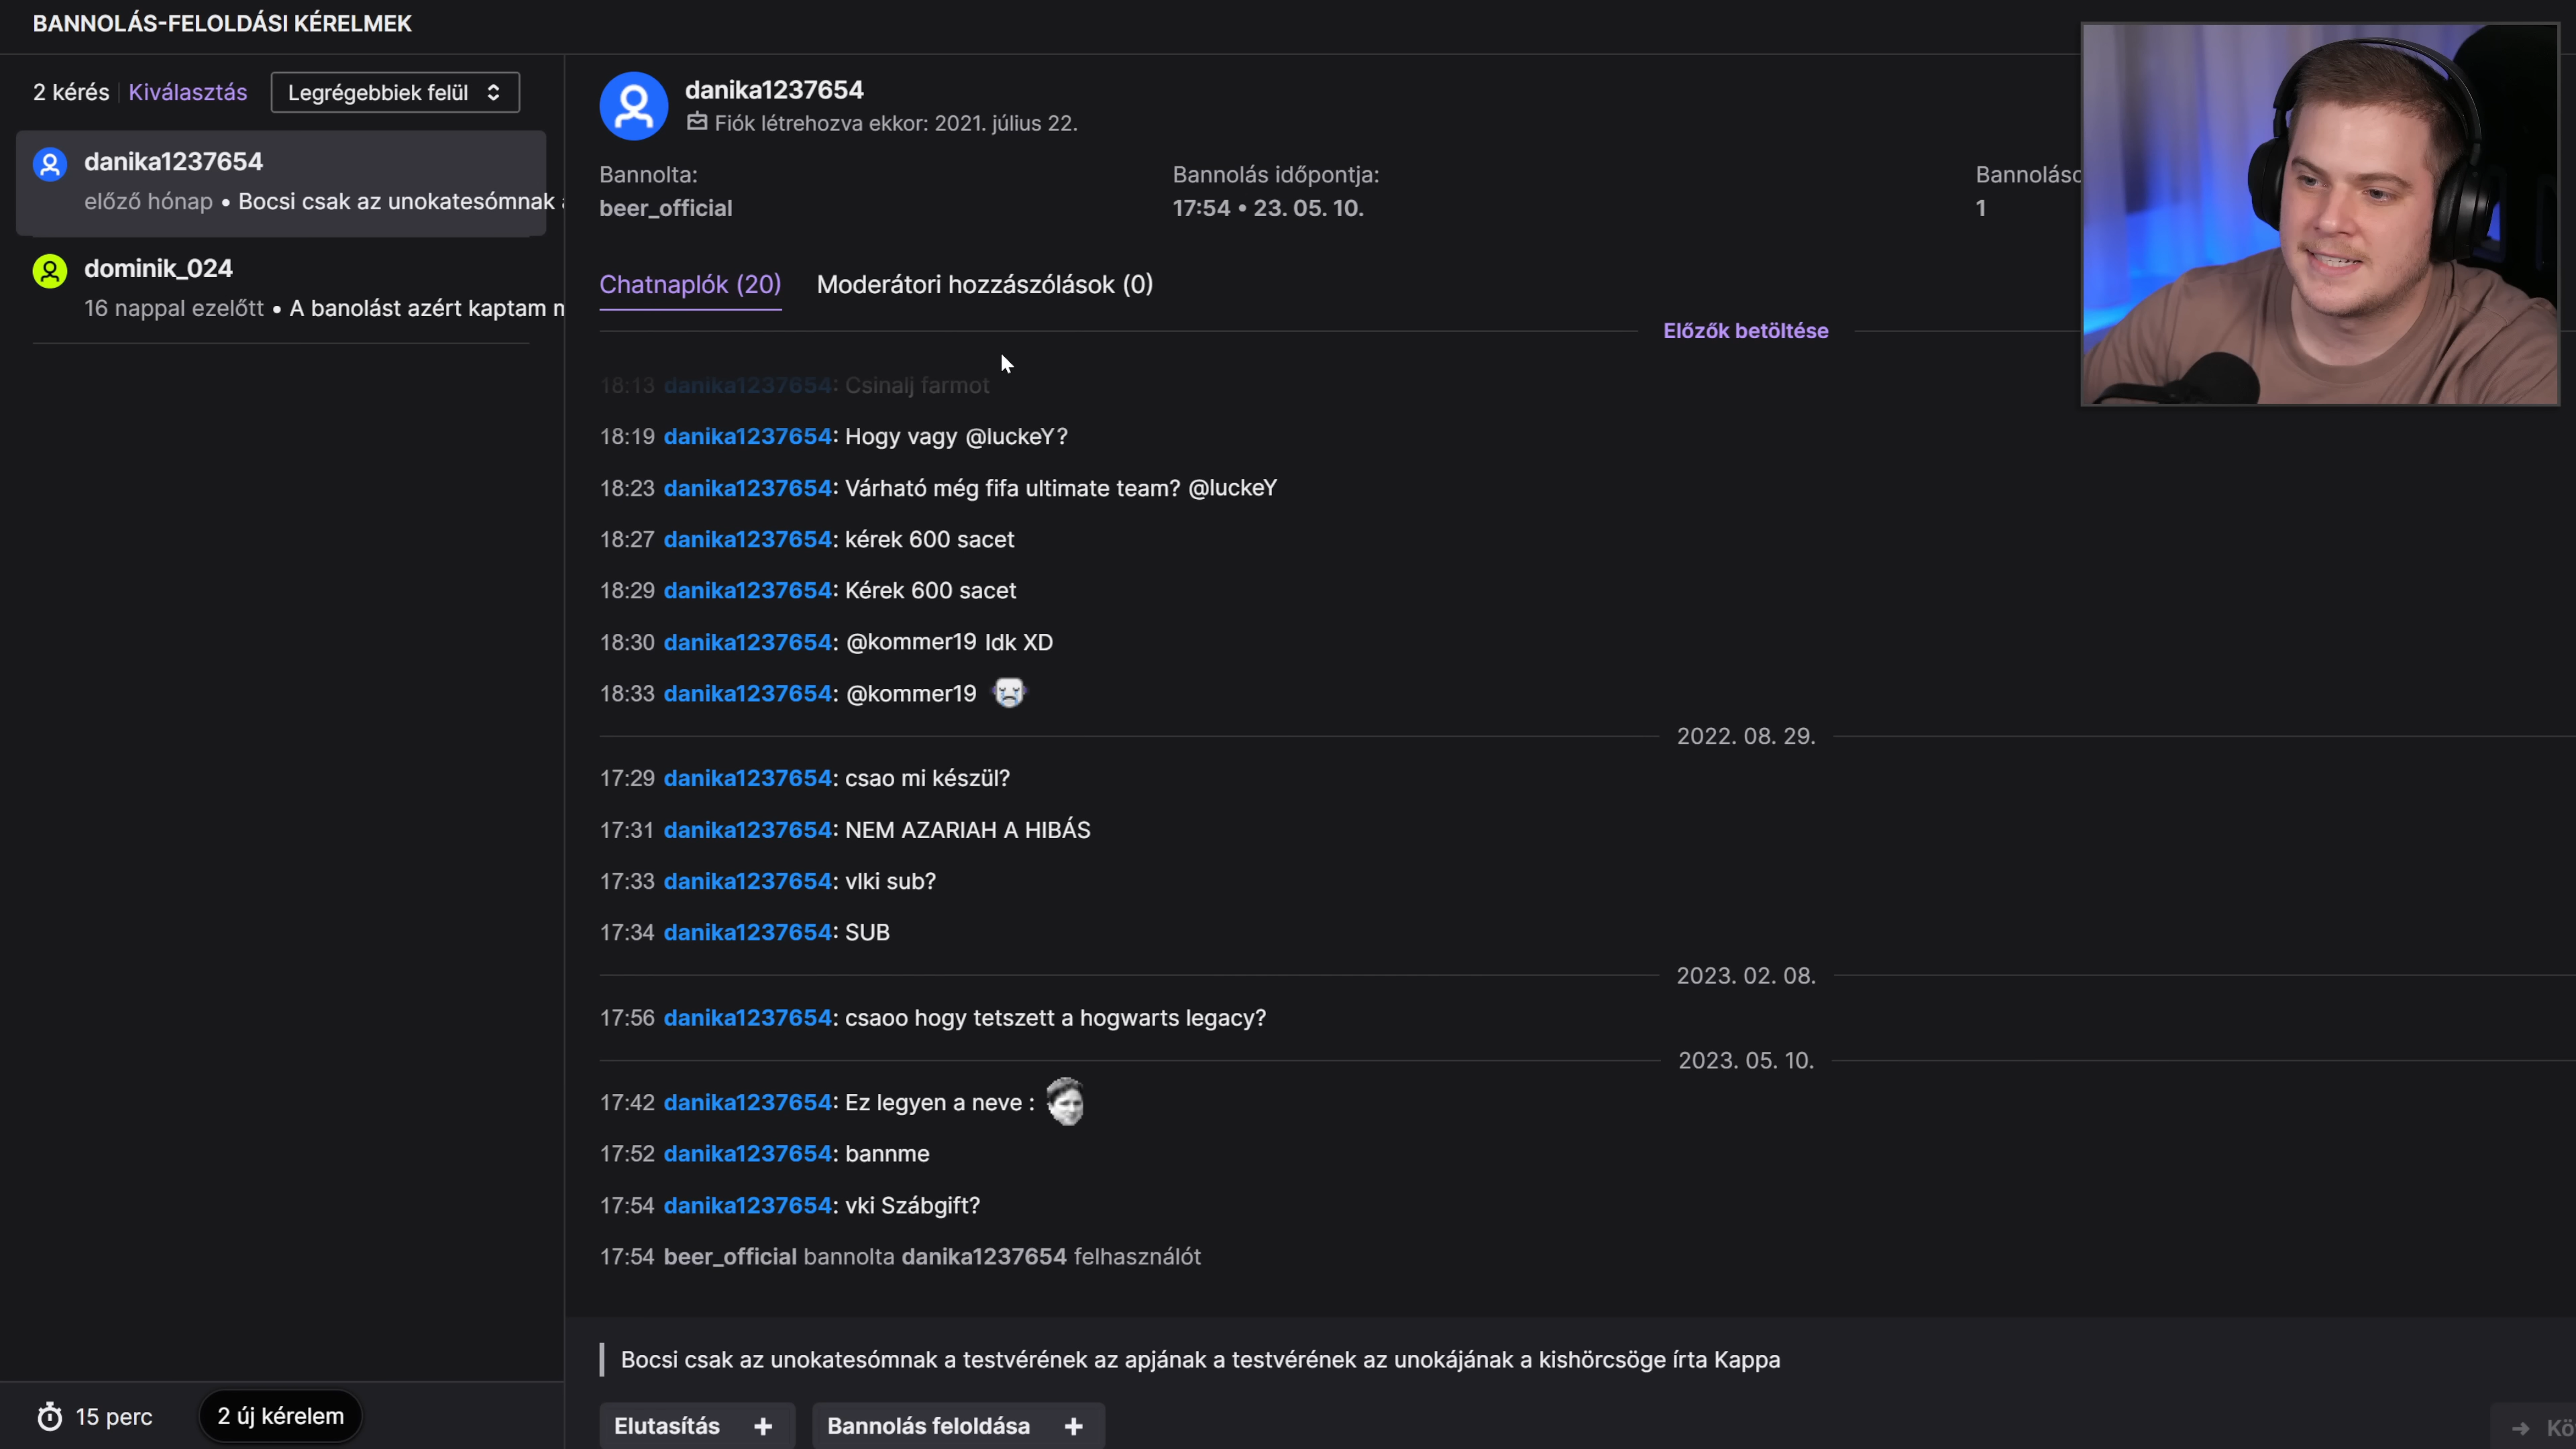 BANNOLÁS-FELOLDÁSI KÉRELMEK
2 kérés Kiválasztás Legrégebbiek felül
danika1237654
előző hónap • Bocsi csak az unokatesómnak
dominik_024
16 nappal ezelőtt • A banolást azért kaptam
15 perc
2 új kérelem
danika1237654
Fiók létrehozva ekkor: 2021. július 22.
Bannolta:
beer_official
Bannolás időpontja:
17:54 • 23. 05. 10.
1
Chatnaplók (20) Moderátori hozzászólások (0)
Előzők betöltése
18:13 danika1237654: Csinalj farmot
18:19 danika1237654: Hogy vagy @luckeY?
18:23 danika1237654: Várható még fifa ultimate team? @luckeY
18:27 danika1237654: kérek 600 sacet
18:29 danika1237654: Kérek 600 sacet
18:30 danika1237654: @kommer19 Idk XD
18:33 danika1237654: @kommer19
2022. 08. 29.
17:29 danika1237654: csao mi készül?
17:31 danika1237654: NEM AZARIAH A HIBÁS
17:33 danika1237654: vlki sub?
17:34 danika1237654: SUB
2023. 02. 08.
17:56 danika1237654: csaoo hogy tetszett a hogwarts legacy?
2023. 05. 10.
17:42 danika1237654: Ez legyen a neve :
17:52 danika1237654: bannme
17:54 danika1237654: vki Szábgift?
17:54 beer_official bannolta danika1237654 felhasználót
Bocsi csak az unokatesómnak a testvérének az apjának a testvérének az unokájának a kishörcsöge írta Kappa
Elutasítás + Bannolás feloldása +